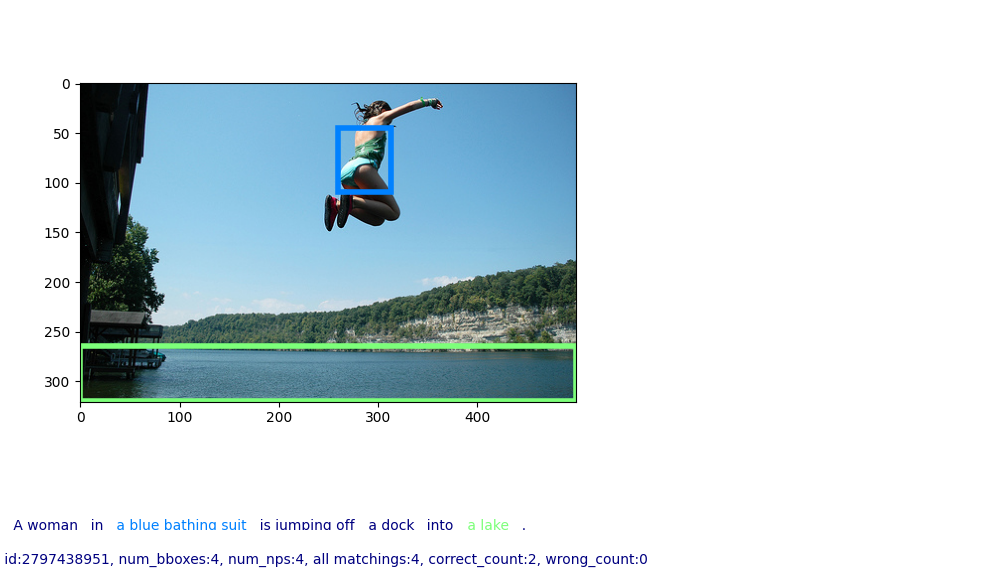 0
50
100
150
200
250
300
0 100 200 300 400
A woman in a blue bathing suit is jumping off a dock into a lake .
id:2797438951, num_bboxes:4, num_nps:4, all matchings:4, correct_count:2, wrong_count:0